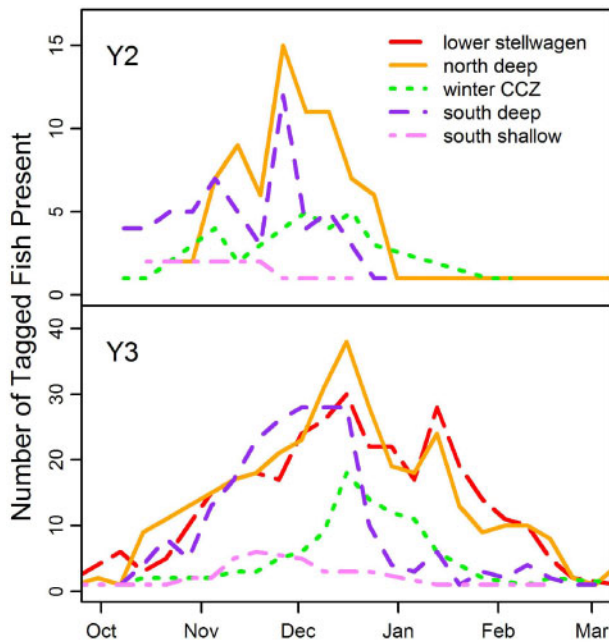 Number of Tagged Fish Present
Y2
15
10
5
0
lower stellwagen
north deep
winter CCZ
south deep
south shallow
Y3
40
30
20
10
0
Oct Nov Dec Jan Feb Mar